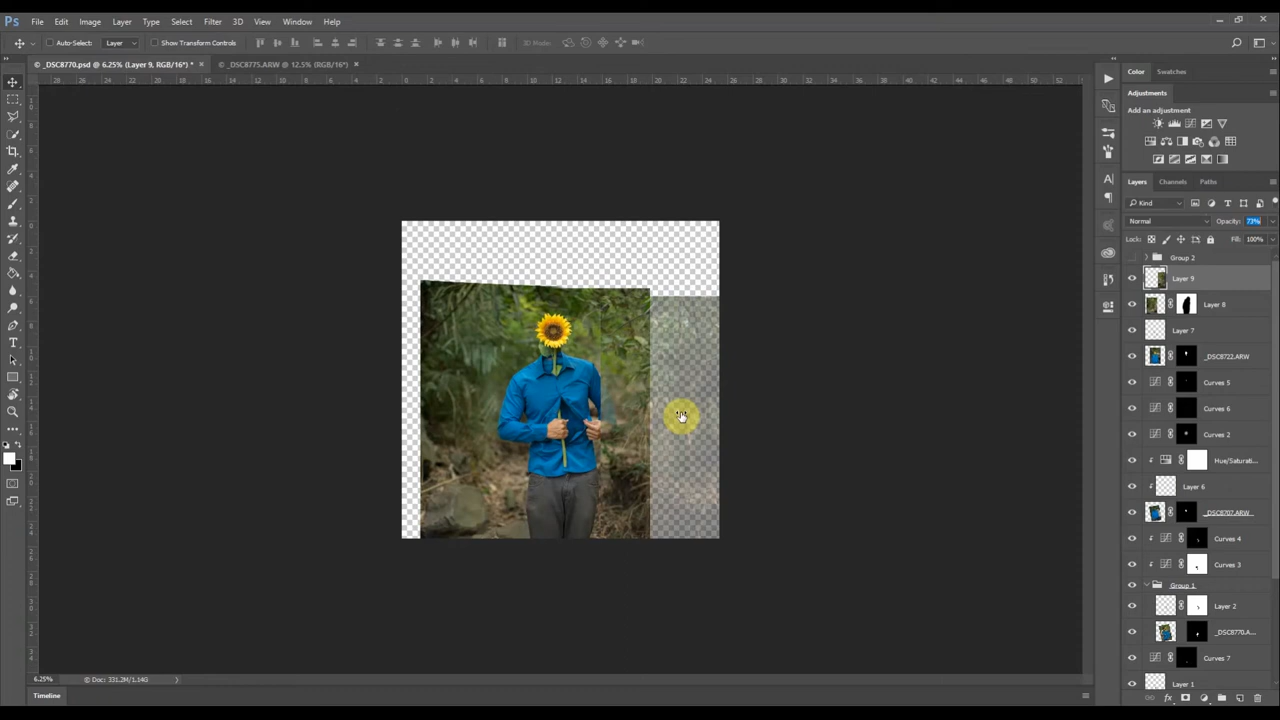 Ps File Edit Image Layer Type Select Filter 3D View Window Help
Auto-Select: Layer Show Transform Controls 3D Mode:
_DSC8770.psd @ 6.25% (Layer 9, RGB/16*) * × _DSC8775.ARW @ 12.5% (RGB/16*) ×
Color Swatches
Adjustments
Add an adjustment
Layers Channels Paths
Kind
Normal Opacity: 73%
Lock: Fill: 100%
Group 2
Layer 9
Layer 8
Layer 7
_DSC8722.ARW
Curves 5
Curves 6
Curves 2
Hue/Saturati...
Layer 6
_DSC8707.ARW
Curves 4
Curves 3
Group 1
Layer 2
_DSC8770.A...
Curves 7
Layer 1
6.25% Doc: 331.2M/1.14G
Timeline